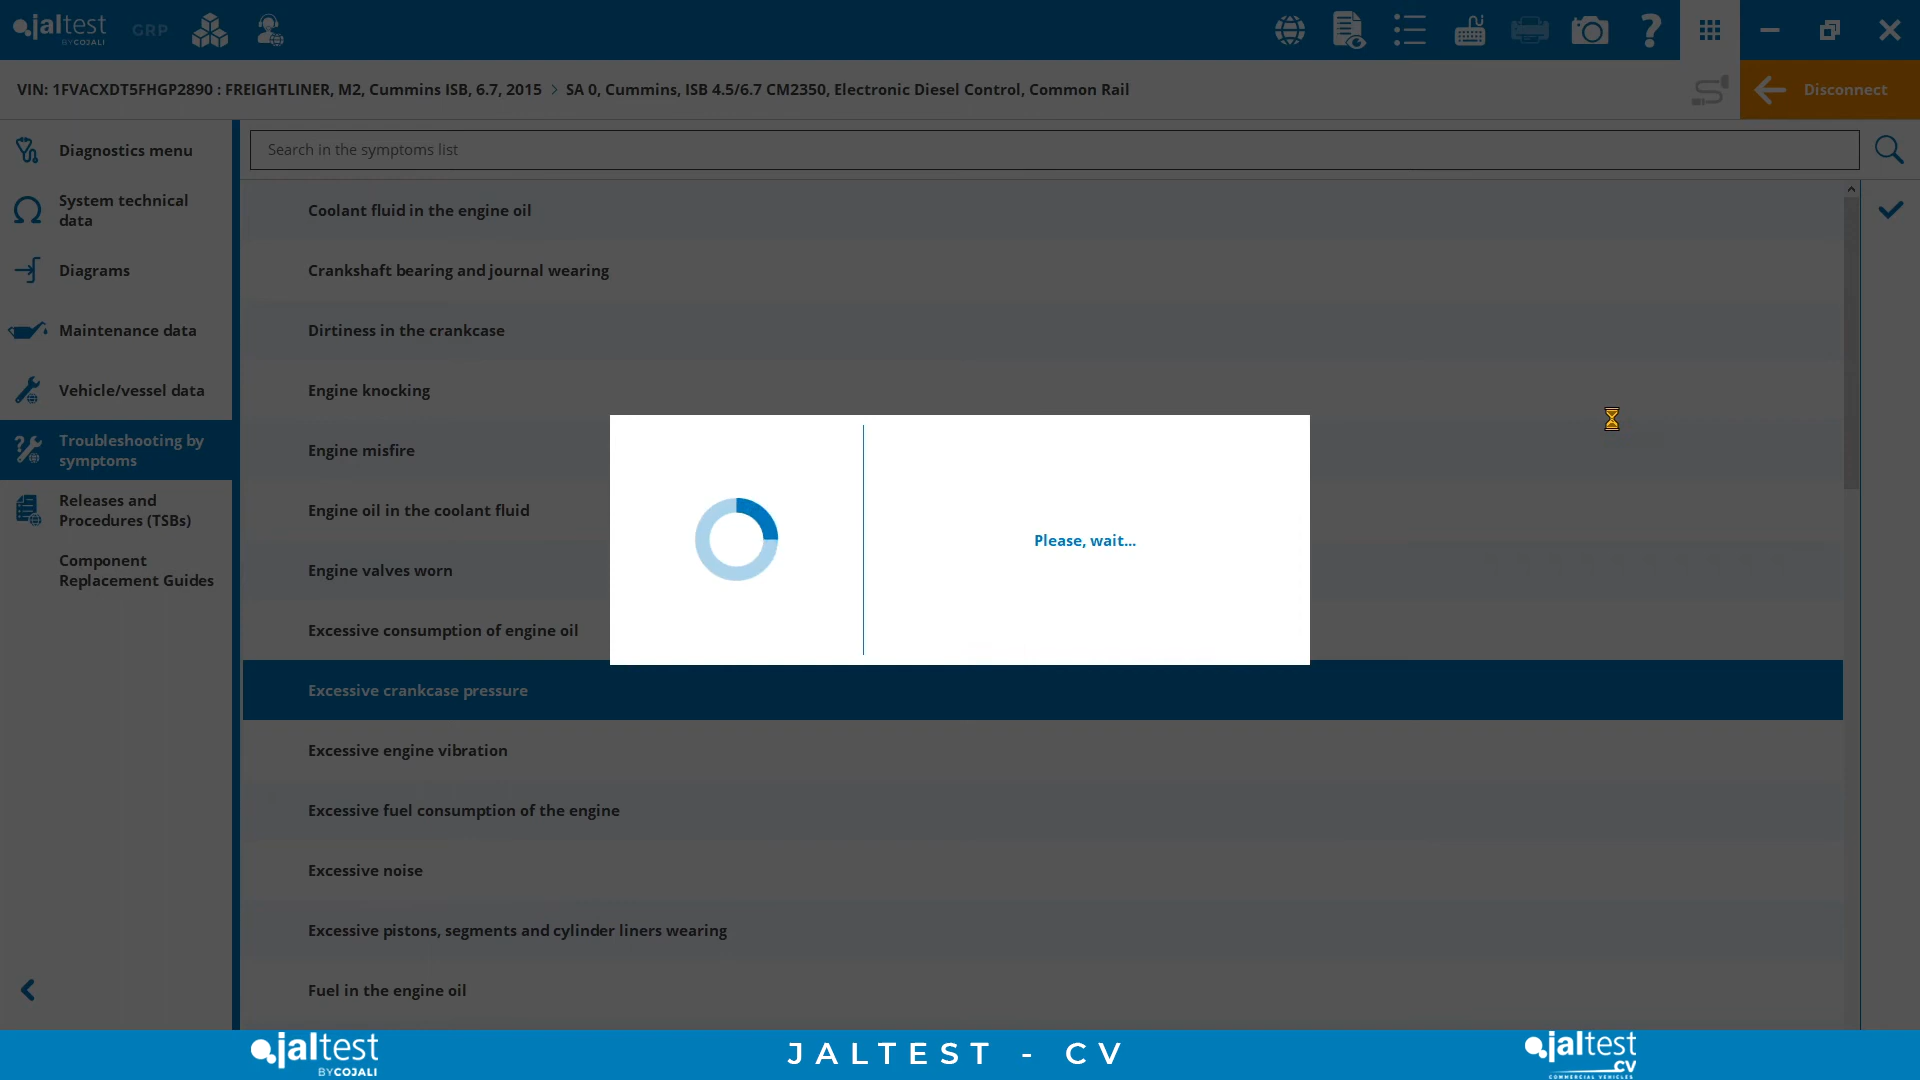 jaltest
BY COJALI
GRP
VIN: 1FVACXDT5FHGP2890 : FREIGHTLINER, M2, Cummins ISB, 6.7, 2015 > SA 0, Cummins, ISB 4.5/6.7 CM2350, Electronic Diesel Control, Common Rail
Disconnect
Diagnostics menu
System technical
data
Diagrams
Maintenance data
Vehicle/vessel data
Troubleshooting by
symptoms
Releases and
Procedures (TSBs)
Component
Replacement Guides
Search in the symptoms list
Coolant fluid in the engine oil
Crankshaft bearing and journal wearing
Dirtiness in the crankcase
Engine knocking
Engine misfire
Engine oil in the coolant fluid
Engine valves worn
Excessive consumption of engine oil
Excessive crankcase pressure
Excessive engine vibration
Excessive fuel consumption of the engine
Excessive noise
Excessive pistons, segments and cylinder liners wearing
Fuel in the engine oil
Please, wait...
jaltest
BY COJALI
JALTEST - CV
jaltest
CV
COMMERCIAL VEHICLES